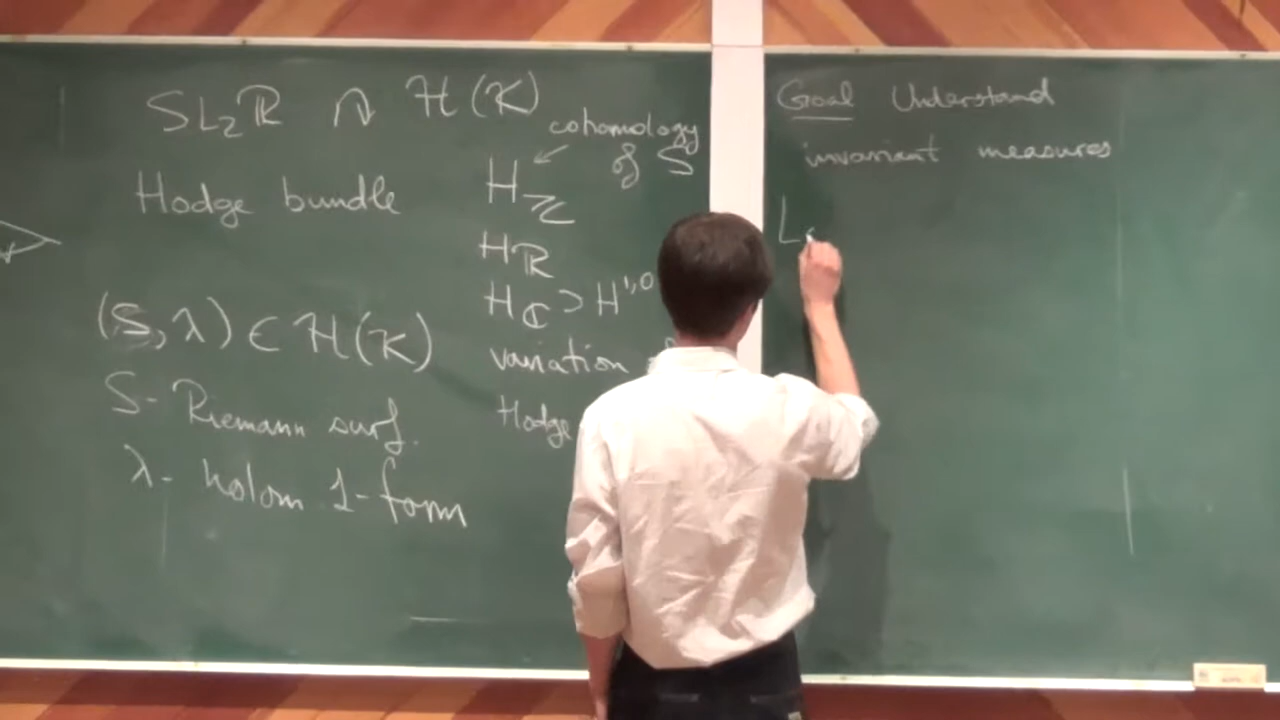 SL₂ℝ ↷ ℋ(κ)
cohomology
of S
Hodge bundle
H_ℤ
H_ℝ
H_ℂ ⊃ H^{1,0}
variation
Hodge
(S, λ) ∈ ℋ(κ)
S - Riemann surf.
λ - holom 1-form
Goal Understand
invariant measures
L